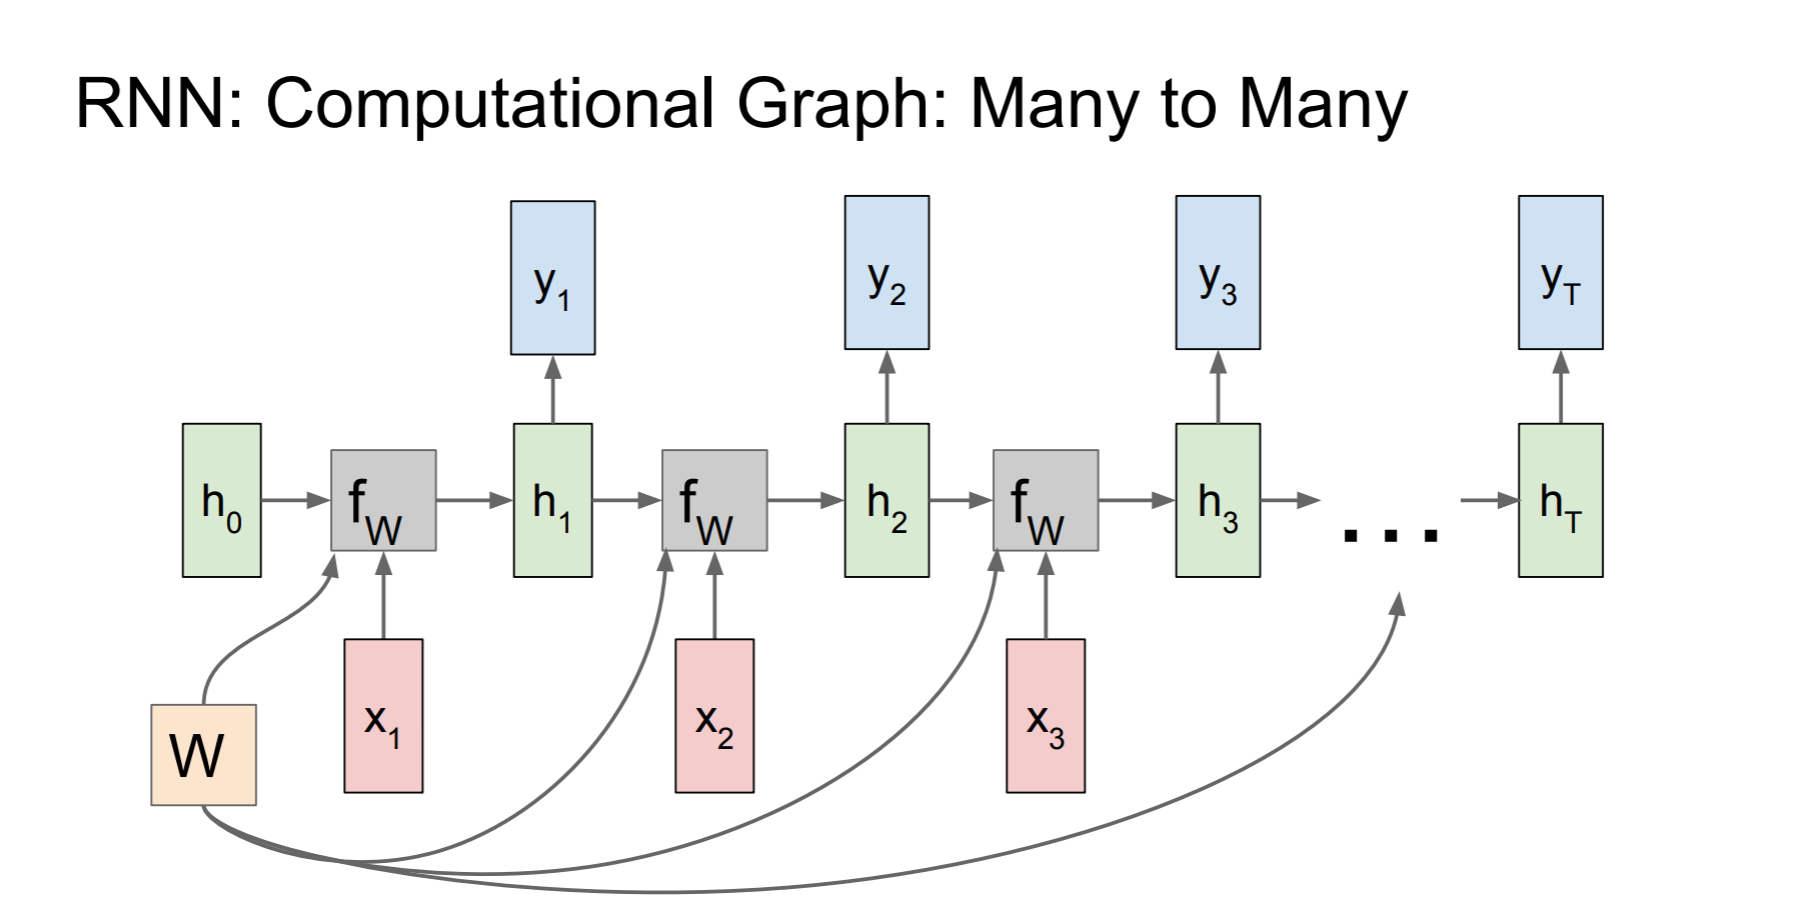 RNN: Computational Graph: Many to Many
y1 y2 y3 yT
h0 fW h1 fW h2 fW h3 ... hT
x1 x2 x3
W